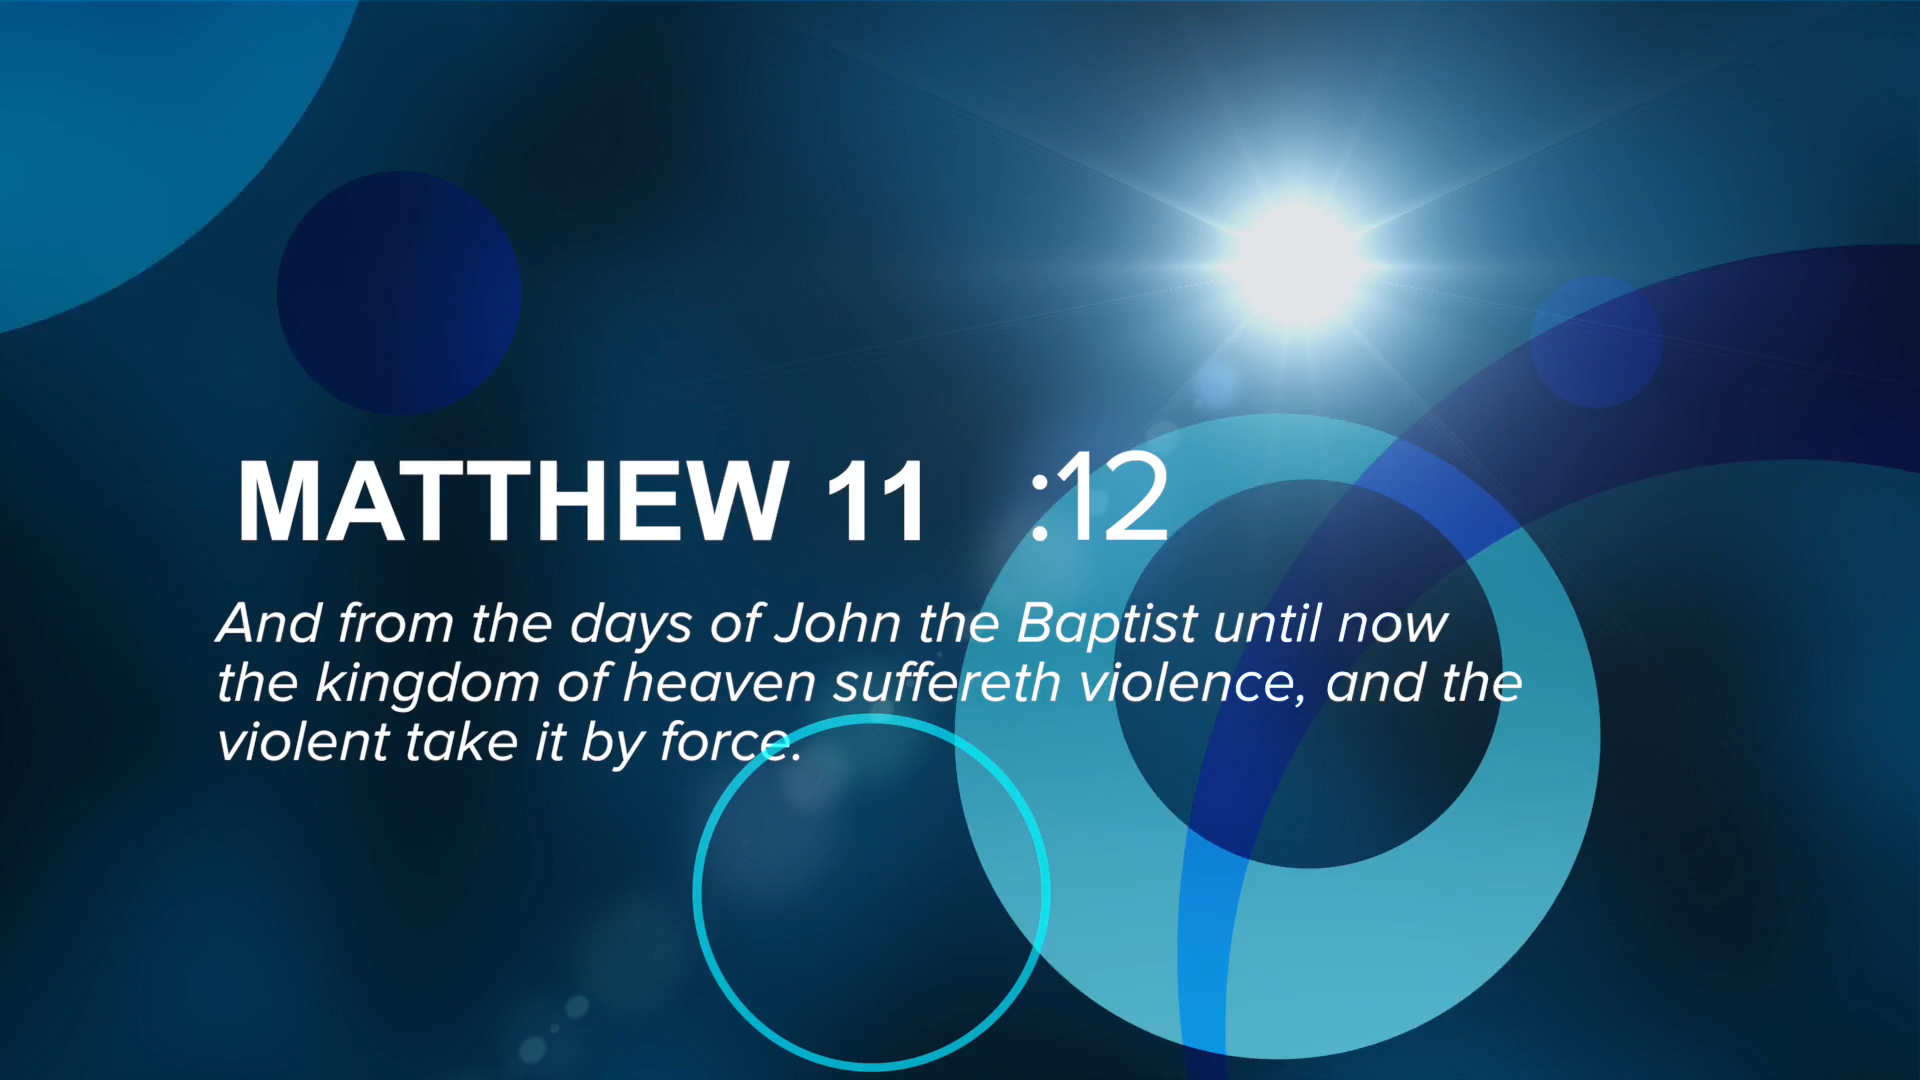 MATTHEW 11 :12
And from the days of John the Baptist until now
the kingdom of heaven suffereth violence, and the
violent take it by force.